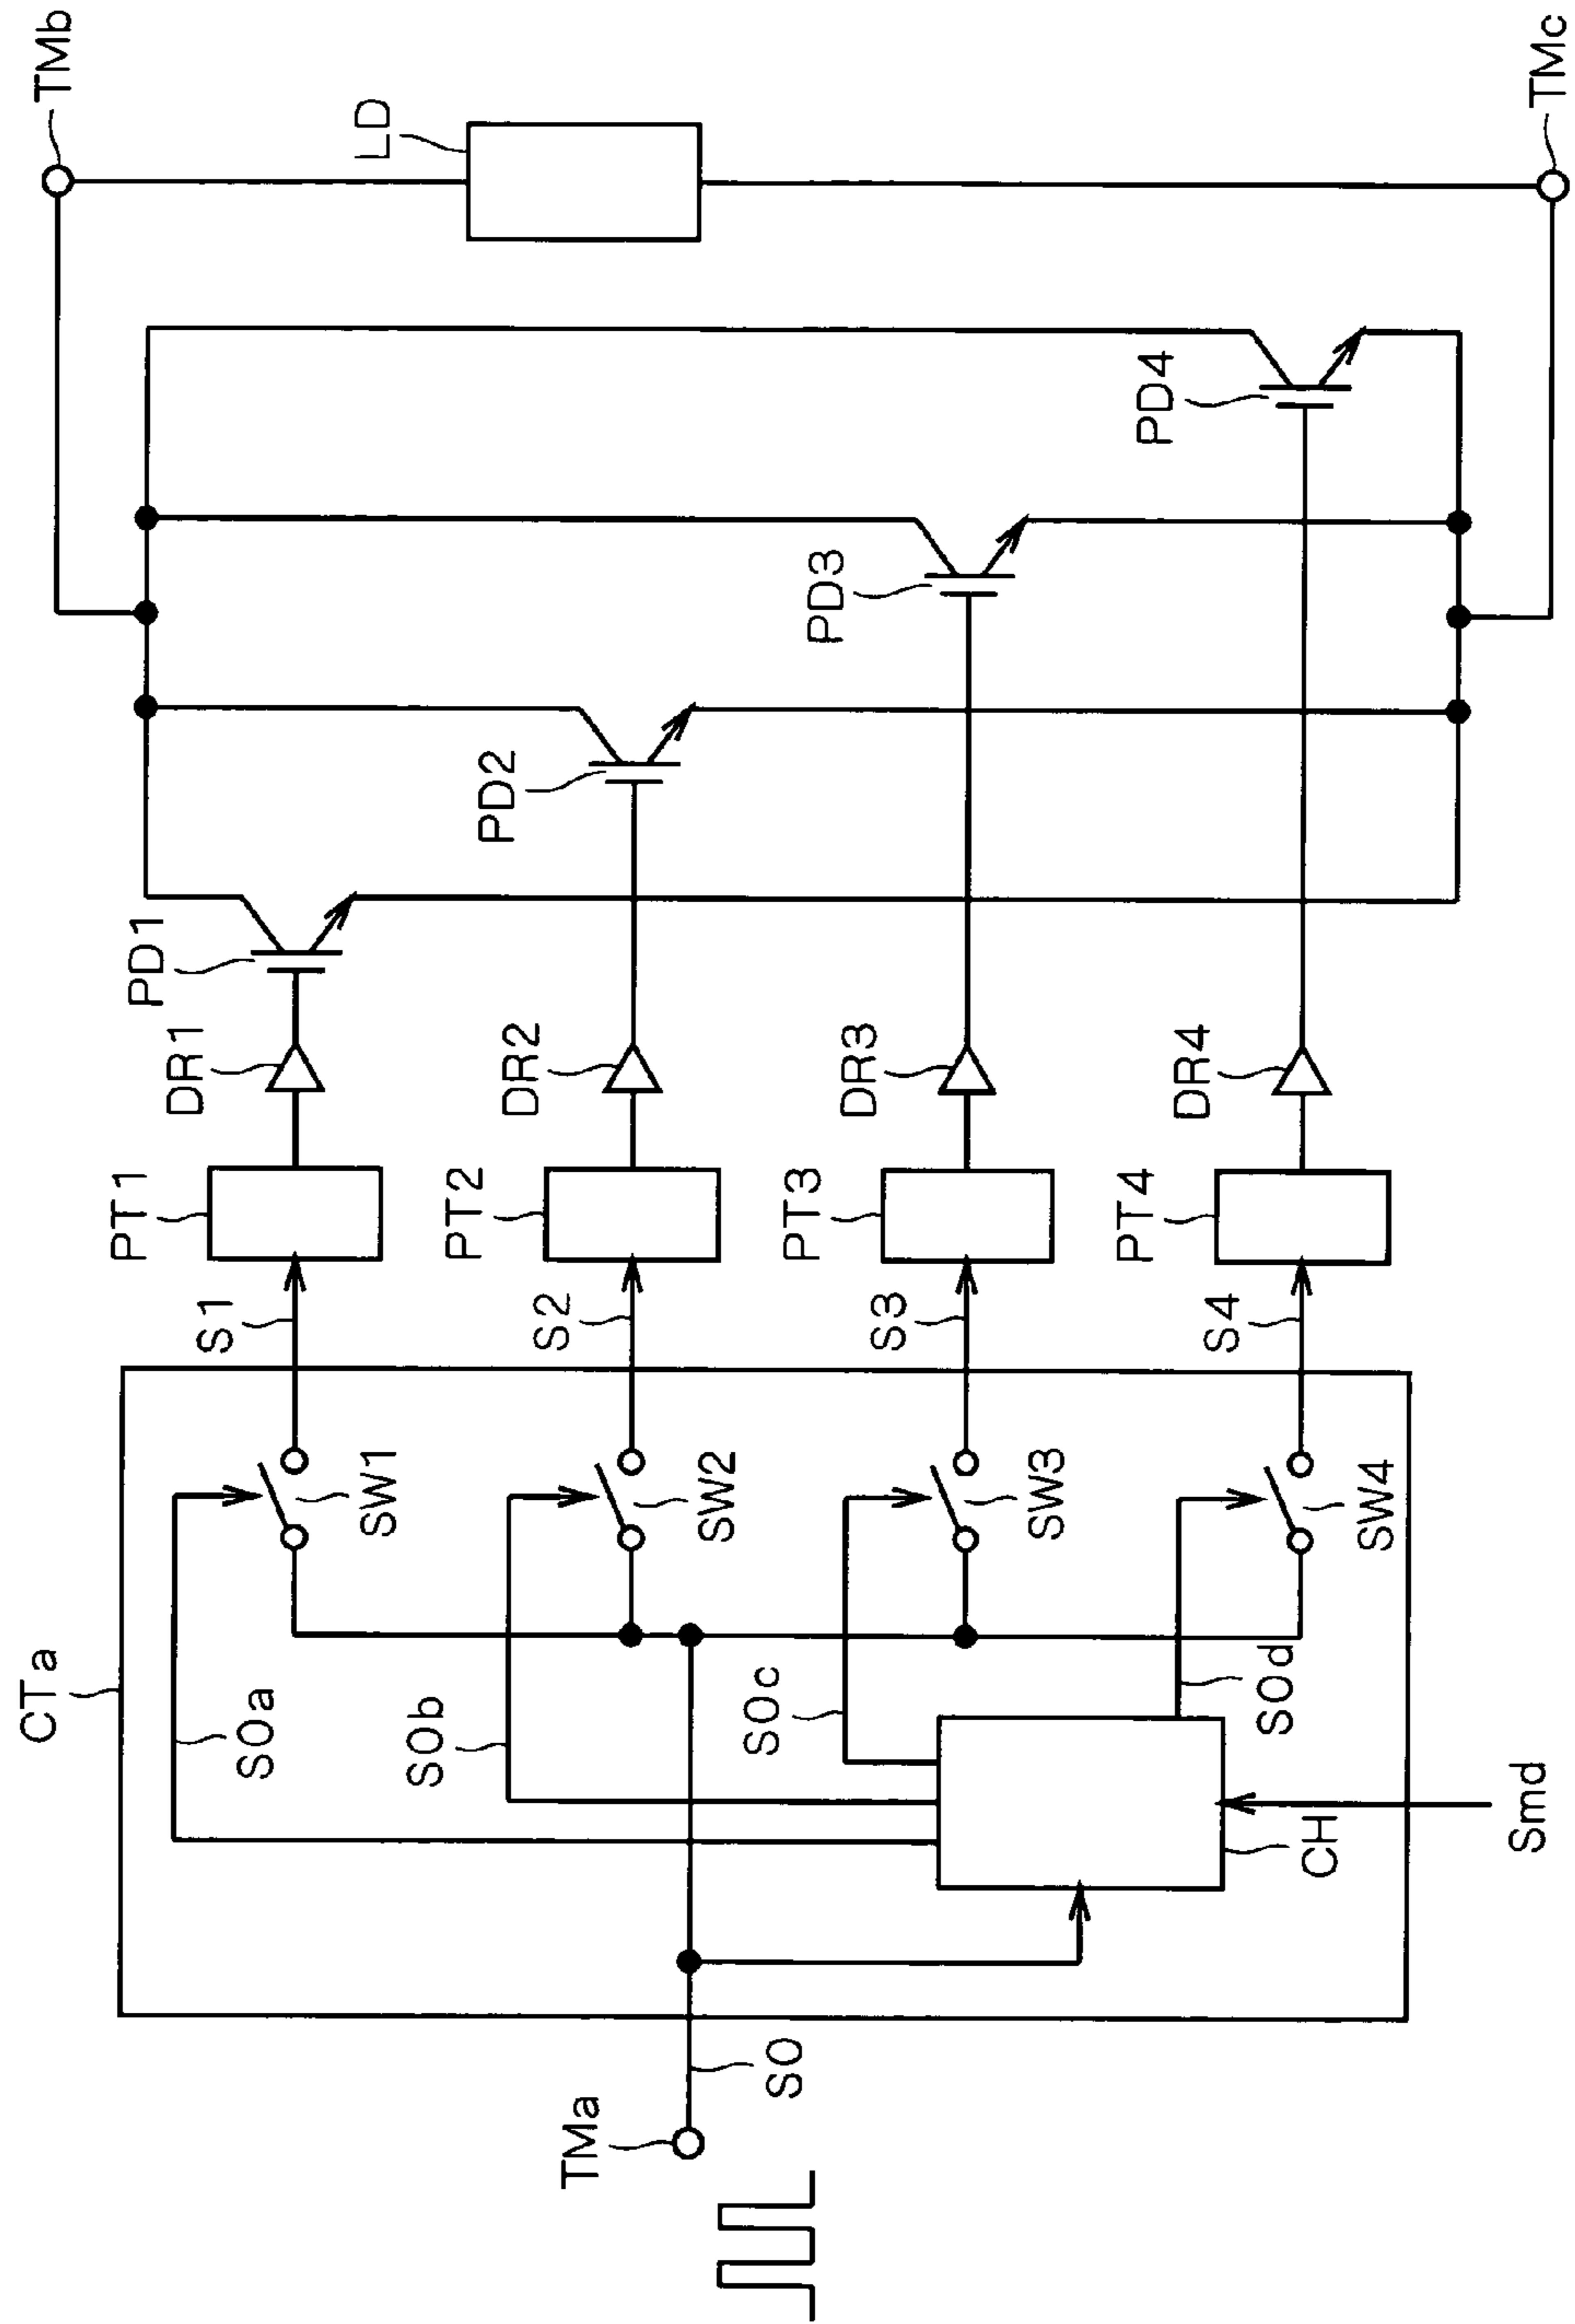 TMb
TMc
LD
PD4
PD3
PD2
PD1
DR1
DR2
DR3
DR4
PT1
PT2
PT3
PT4
S1
S2
S3
S4
SW1
SW2
SW3
SW4
CTa
S0a
S0b
S0c
S0d
CH
Smd
S0
TMa